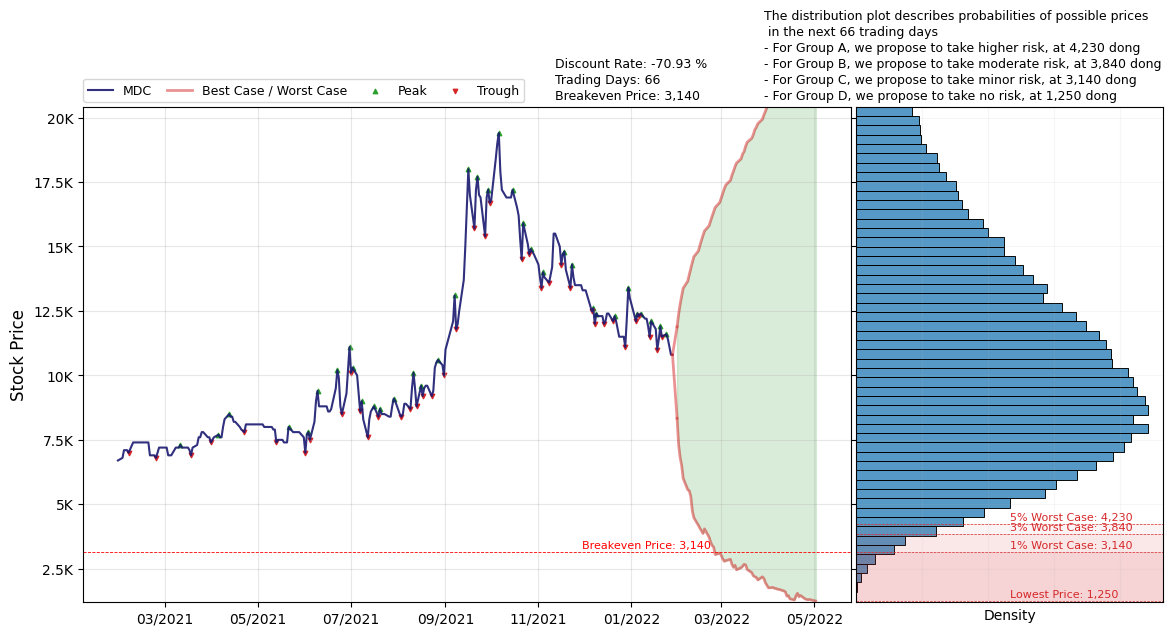 The distribution plot describes probabilities of possible prices
in the next 66 trading days
- For Group A, we propose to take higher risk, at 4,230 dong
- For Group B, we propose to take moderate risk, at 3,840 dong
- For Group C, we propose to take minor risk, at 3,140 dong
- For Group D, we propose to take no risk, at 1,250 dong
Discount Rate: -70.93 %
Trading Days: 66
Breakeven Price: 3,140
MDC
Best Case / Worst Case
Peak
Trough
Stock Price
20K
17.5K
15K
12.5K
10K
7.5K
5K
2.5K
Breakeven Price: 3,140
03/2021
05/2021
07/2021
09/2021
11/2021
01/2022
03/2022
05/2022
5% Worst Case: 4,230
3% Worst Case: 3,840
1% Worst Case: 3,140
Lowest Price: 1,250
Density